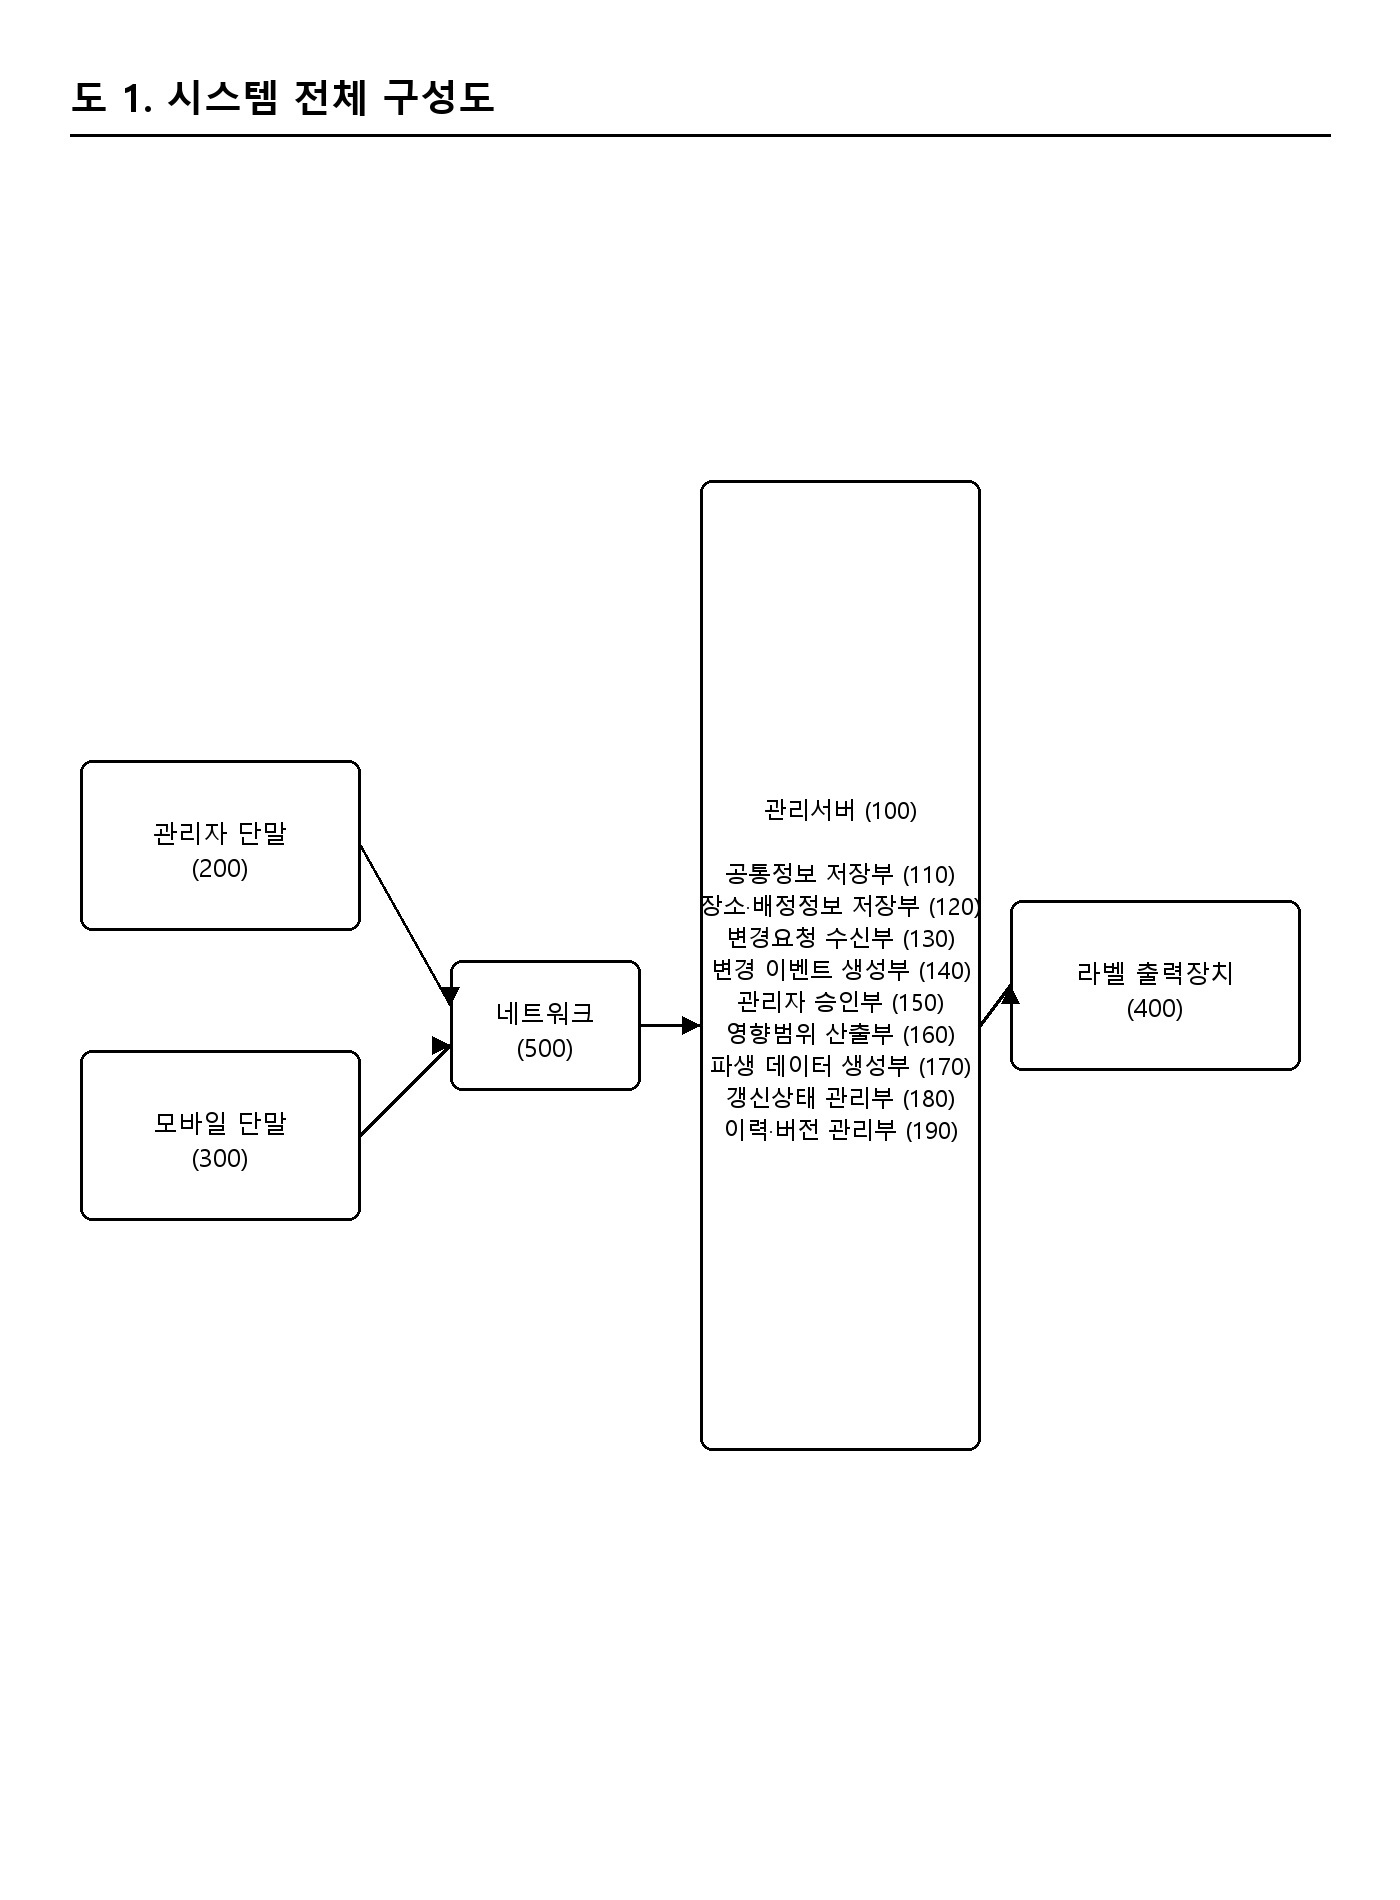 도 1. 시스템 전체 구성도
관리자 단말
(200)
모바일 단말
(300)
네트워크
(500)
관리서버 (100)
공통정보 저장부 (110)
장소·배정정보 저장부 (120)
변경요청 수신부 (130)
변경 이벤트 생성부 (140)
관리자 승인부 (150)
영향범위 산출부 (160)
파생 데이터 생성부 (170)
갱신상태 관리부 (180)
이력·버전 관리부 (190)
라벨 출력장치
(400)